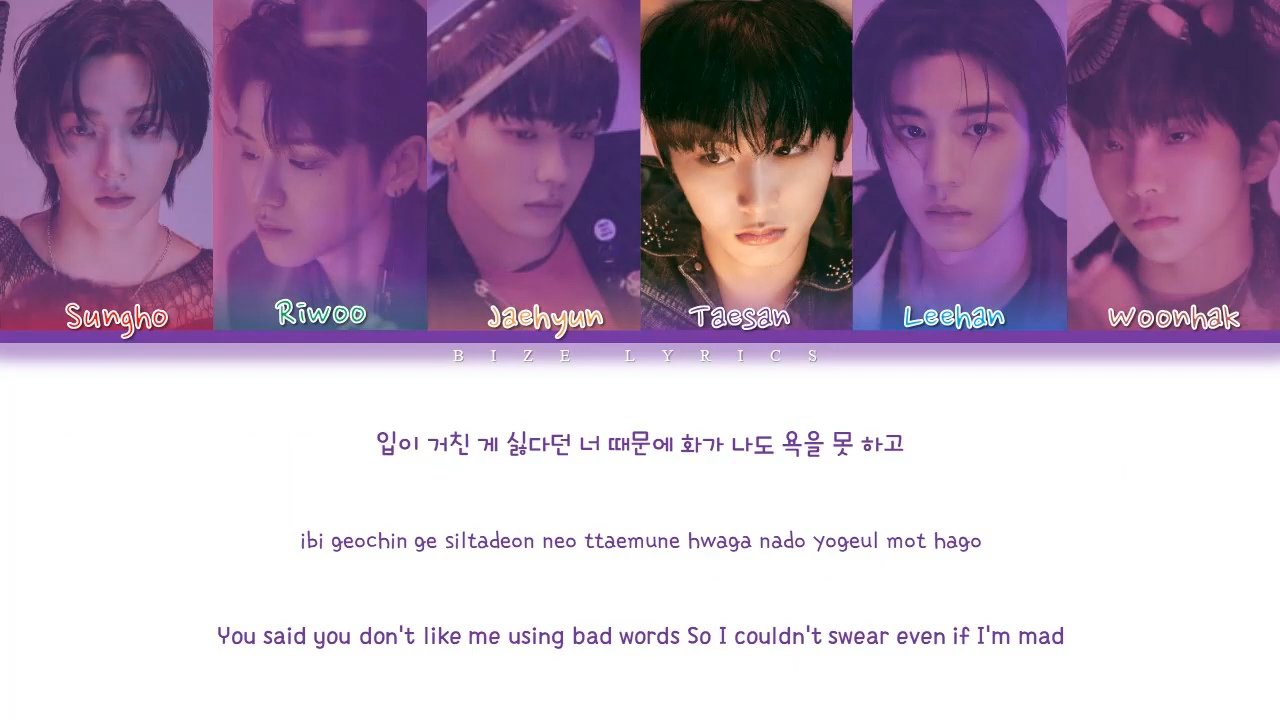 Sungho
Riwoo
Jaehyun
Taesan
Leehan
Woonhak
BIZE LYRICS
입이 거친 게 싫다던 너 때문에 화가 나도 욕을 못 하고
ibi geochin ge siltadeon neo ttaemune hwaga nado yogeul mot hago
You said you don't like me using bad words So I couldn't swear even if I'm mad